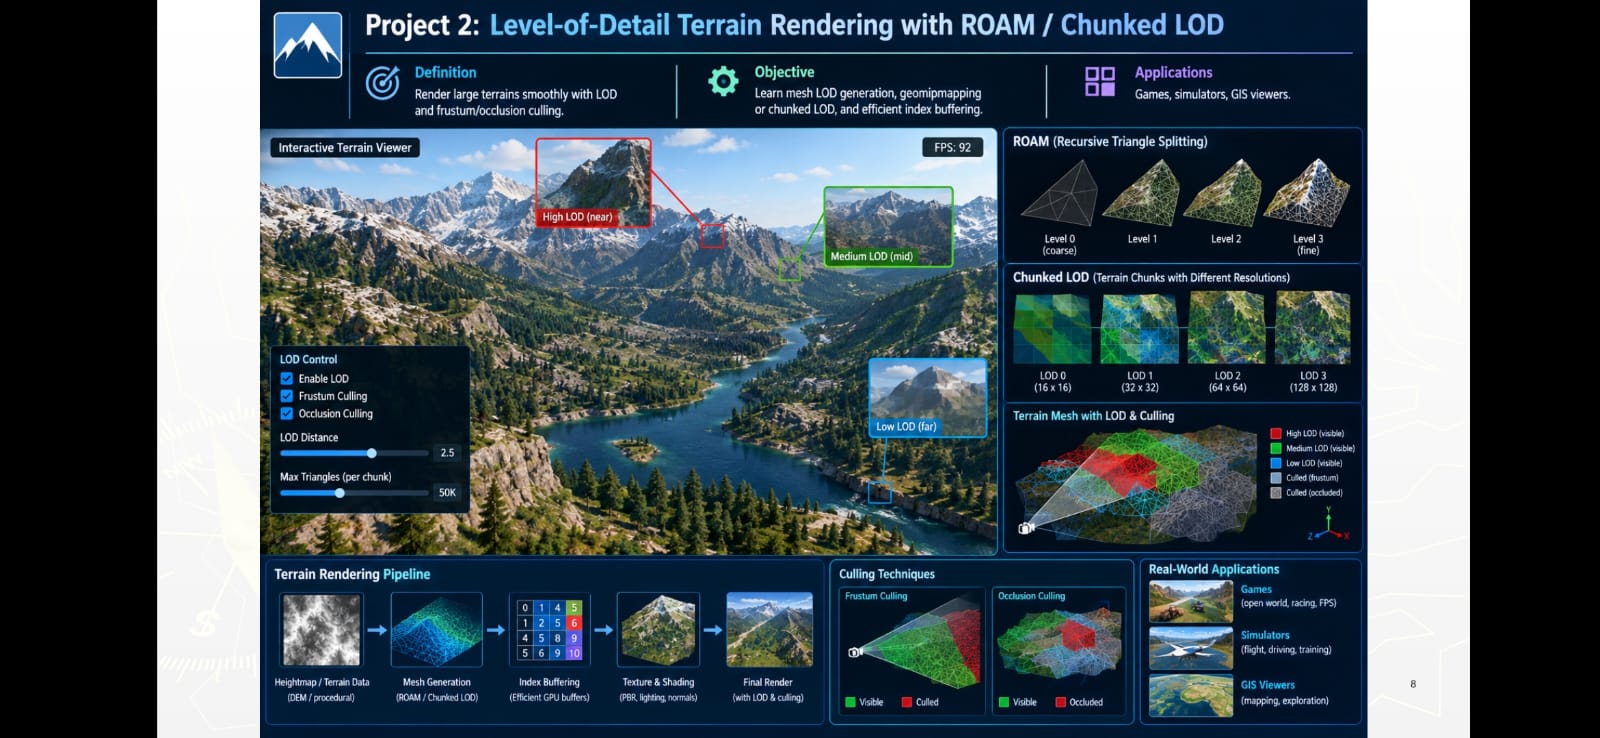 Project 2: Level-of-Detail Terrain Rendering with ROAM / Chunked LOD
Definition
Render large terrains smoothly with LOD
and frustum/occlusion culling.
Objective
Learn mesh LOD generation, geomipmapping
or chunked LOD, and efficient index buffering.
Applications
Games, simulators, GIS viewers.
Interactive Terrain Viewer
FPS: 92
High LOD (near)
Medium LOD (mid)
Low LOD (far)
LOD Control
Enable LOD
Frustum Culling
Occlusion Culling
LOD Distance
2.5
Max Triangles (per chunk)
50K
ROAM (Recursive Triangle Splitting)
Level 0
(coarse)
Level 1
Level 2
Level 3
(fine)
Chunked LOD (Terrain Chunks with Different Resolutions)
LOD 0
(16 x 16)
LOD 1
(32 x 32)
LOD 2
(64 x 64)
LOD 3
(128 x 128)
Terrain Mesh with LOD & Culling
High LOD (visible)
Medium LOD (visible)
Low LOD (visible)
Culled (frustum)
Culled (occluded)
Y
Z
X
Terrain Rendering Pipeline
0 1 4 5
1 2 5 6
4 5 8 9
5 6 9 10
Heightmap / Terrain Data
(DEM / procedural)
Mesh Generation
(ROAM / Chunked LOD)
Index Buffering
(Efficient GPU buffers)
Texture & Shading
(PBR, lighting, normals)
Final Render
(with LOD & culling)
Culling Techniques
Frustum Culling
Visible
Culled
Occlusion Culling
Visible
Occluded
Real-World Applications
Games
(open world, racing, FPS)
Simulators
(flight, driving, training)
GIS Viewers
(mapping, exploration)
8
$